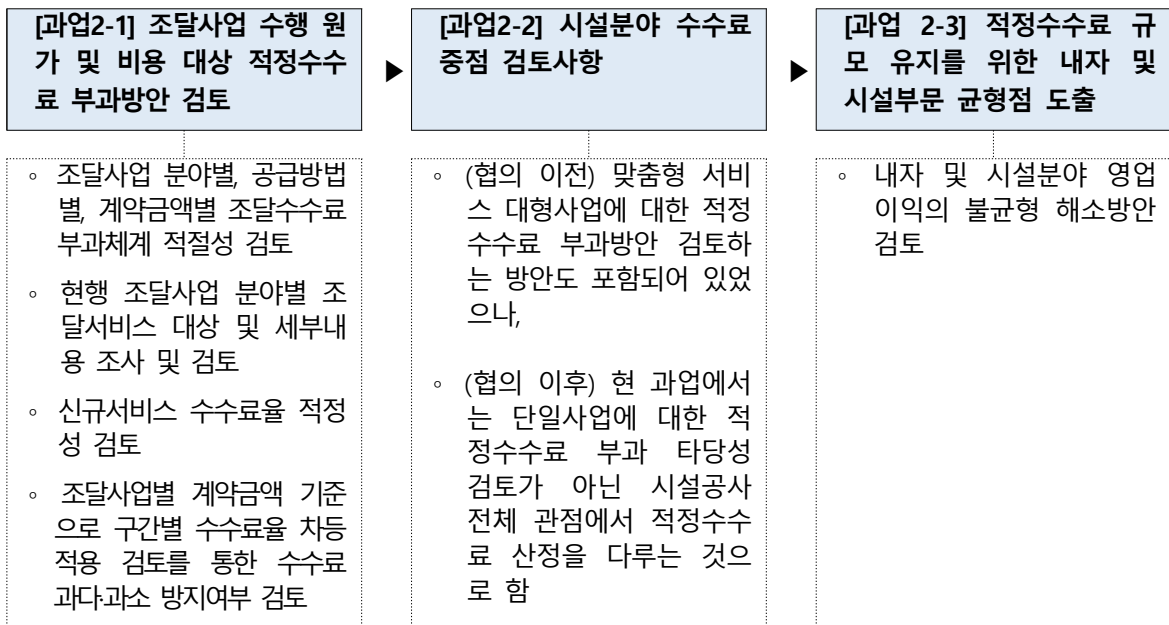 [과업2-1] 조달사업 수행 원
가 및 비용 대상 적정수수
료 부과방안 검토
◦ 조달사업 분야별, 공급방법
별, 계약금액별 조달수수료
부과체계 적절성 검토
◦ 현행 조달사업 분야별 조
달서비스 대상 및 세부내
용 조사 및 검토
◦ 신규서비스 수수료율 적정
성 검토
◦ 조달사업별 계약금액 기준
으로 구간별 수수료율 차등
적용 검토를 통한 수수료
과다·과소 방지여부 검토
▶
[과업2-2] 시설분야 수수료
중점 검토사항
◦ (협의 이전) 맞춤형 서비
스 대형사업에 대한 적정
수수료 부과방안 검토하
는 방안도 포함되어 있었
으나,
◦ (협의 이후) 현 과업에서
는 단일사업에 대한 적
정수수료 부과 타당성
검토가 아닌 시설공사
전체 관점에서 적정수수
료 산정을 다루는 것으
로 함
▶
[과업 2-3] 적정수수료 규
모 유지를 위한 내자 및
시설부문 균형점 도출
◦ 내자 및 시설분야 영업
이익의 불균형 해소방안
검토